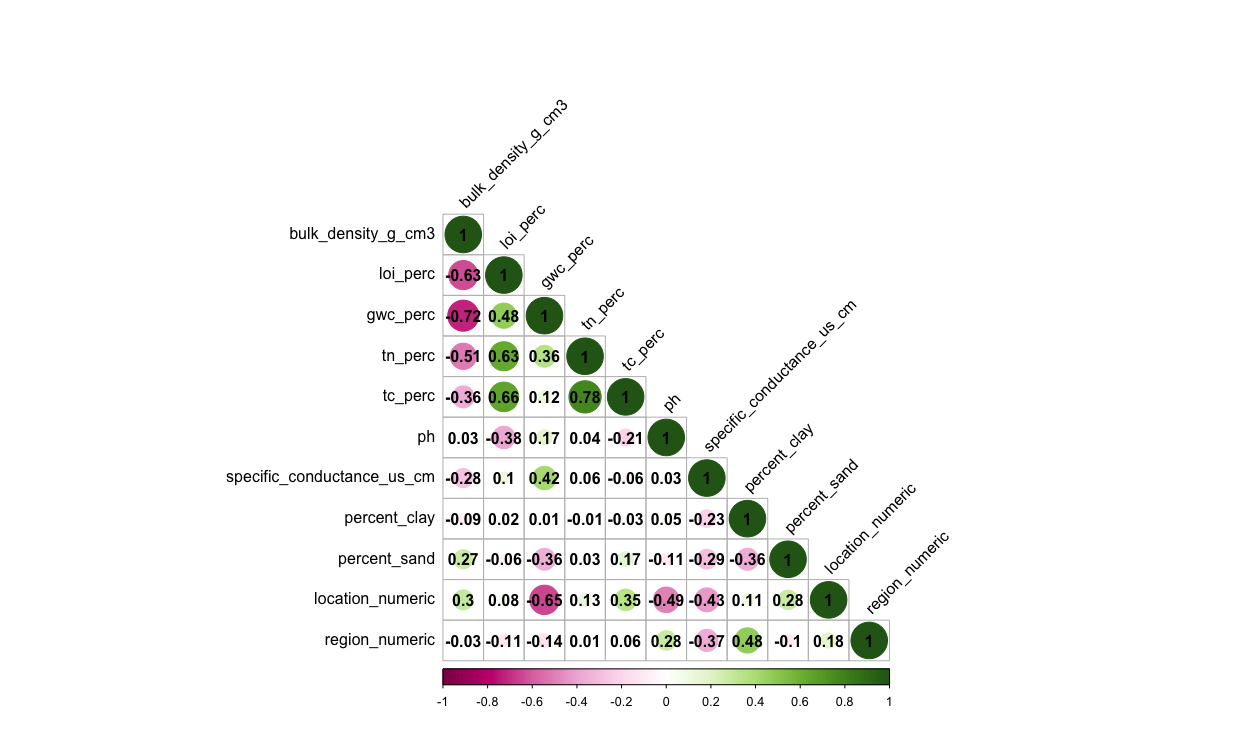 bulk_density_g_cm3
loi_perc
gwc_perc
tn_perc
tc_perc
ph
specific_conductance_us_cm
percent_clay
percent_sand
location_numeric
region_numeric
bulk_density_g_cm3 1
loi_perc -0.63 1
gwc_perc -0.72 0.48 1
tn_perc -0.51 0.63 0.36 1
tc_perc -0.36 0.66 0.12 0.78 1
ph 0.03 -0.38 0.17 0.04 -0.21 1
specific_conductance_us_cm -0.28 0.1 0.42 0.06 -0.06 0.03 1
percent_clay -0.09 0.02 0.01 -0.01 -0.03 0.05 -0.23 1
percent_sand 0.27 -0.06 -0.36 0.03 0.17 -0.11 -0.29 -0.36 1
location_numeric 0.3 0.08 -0.65 0.13 0.35 -0.49 -0.43 0.11 0.28 1
region_numeric -0.03 -0.11 -0.14 0.01 0.06 0.28 -0.37 0.48 -0.1 0.18 1
-1 -0.8 -0.6 -0.4 -0.2 0 0.2 0.4 0.6 0.8 1